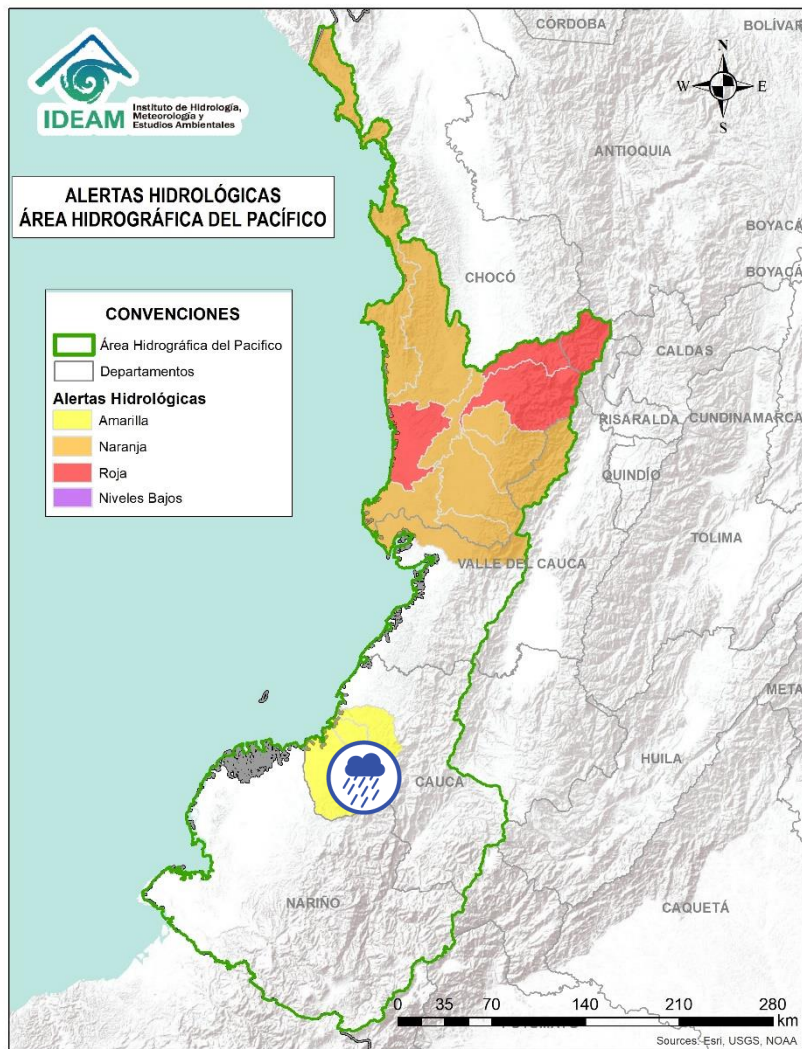 IDEAM
Instituto de Hidrología,
Meteorología y
Estudios Ambientales
ALERTAS HIDROLÓGICAS
ÁREA HIDROGRÁFICA DEL PACÍFICO
CONVENCIONES
Área Hidrográfica del Pacifico
Departamentos
Alertas Hidrológicas
Amarilla
Naranja
Roja
Niveles Bajos
N
W
E
S
CÓRDOBA
BOLÍVAR
ANTIOQUIA
BOYACÁ
BOYACÁ
CHOCÓ
CALDAS
RISARALDA
CUNDINAMARCA
QUINDÍO
TOLIMA
VALLE DEL CAUCA
META
HUILA
CAUCA
NARIÑO
CAQUETÁ
0 35 70 140 210 280
km
Sources: Esri, USGS, NOAA